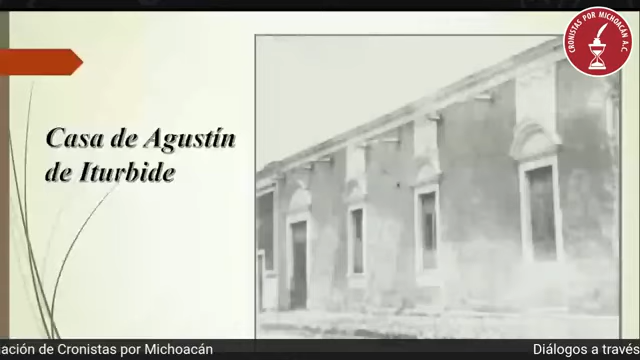 CRONISTAS POR MICHOACÁN A.C
Casa de Agustín
de Iturbide
ación de Cronistas por Michoacán
Diálogos a través